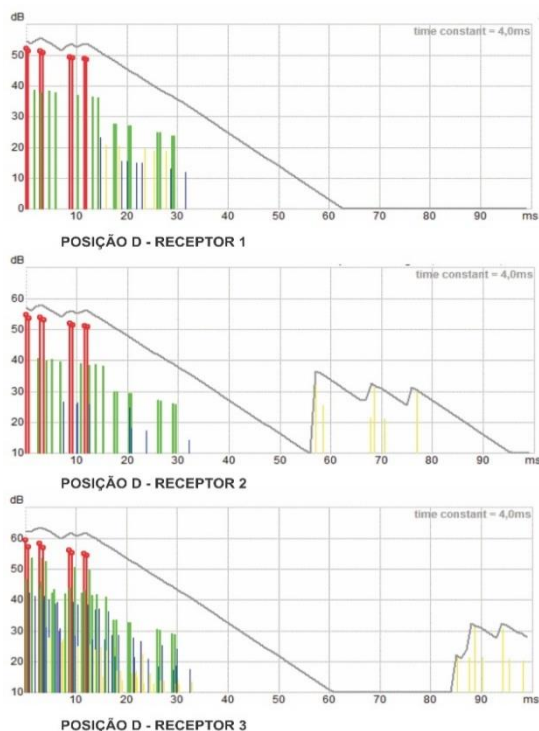 dB
time constant = 4,0ms
50
40
30
20
10
0
10 20 30 40 50 60 70 80 90 ms
POSIÇÃO D - RECEPTOR 1
dB
time constant = 4,0ms
60
50
40
30
20
10
10 20 30 40 50 60 70 80 90 ms
POSIÇÃO D - RECEPTOR 2
dB
time constant = 4,0ms
60
50
40
30
20
10
10 20 30 40 50 60 70 80 90 ms
POSIÇÃO D - RECEPTOR 3